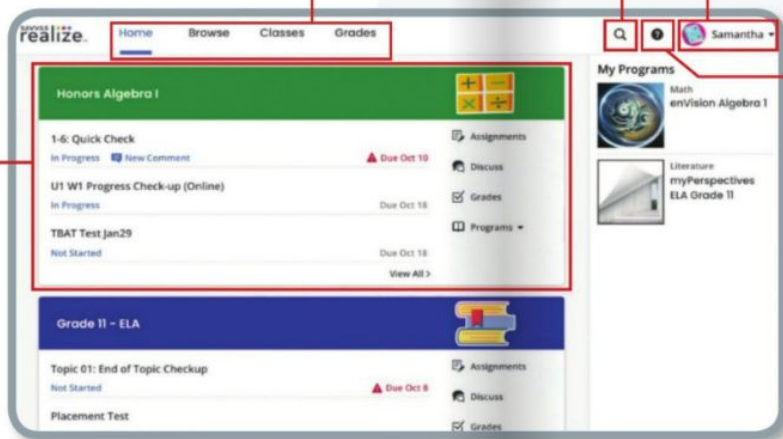 savvas
realize.
Home Browse Classes Grades
Samantha
Honors Algebra I
1-6: Quick Check
In Progress New Comment Due Oct 10
U1 W1 Progress Check-up (Online)
In Progress Due Oct 18
TBAT Test Jan29
Not Started Due Oct 18
View All >
Assignments
Discuss
Grades
Programs
My Programs
Math
enVision Algebra 1
Literature
myPerspectives
ELA Grade 11
Grade 11 - ELA
Topic 01: End of Topic Checkup
Not Started Due Oct 8
Placement Test
Assignments
Discuss
Grades